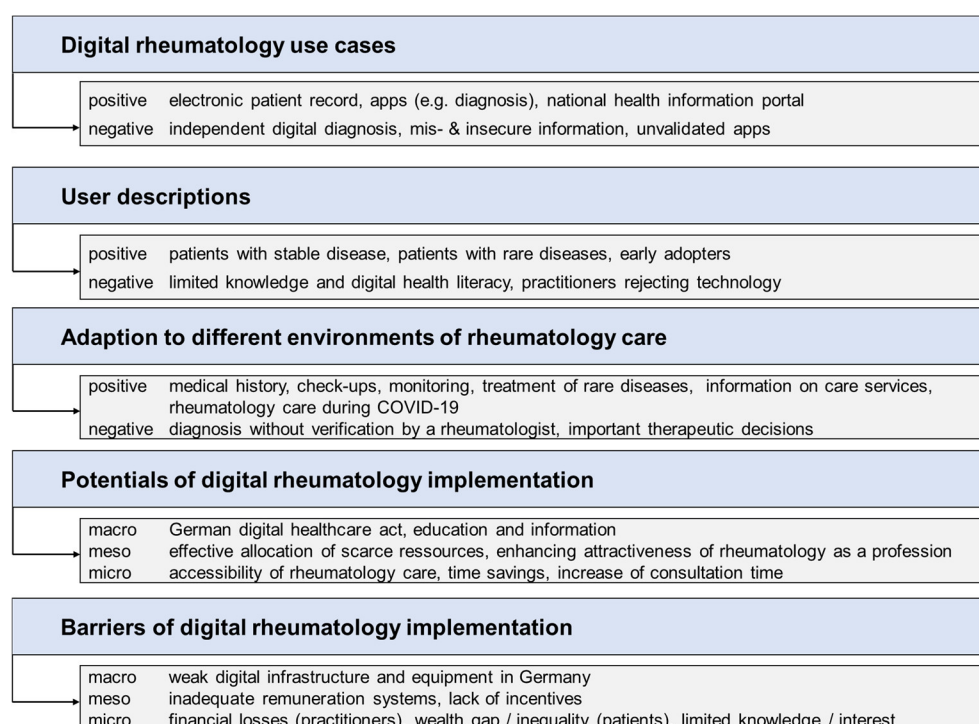 Digital rheumatology use cases
positive electronic patient record, apps (e.g. diagnosis), national health information portal
negative independent digital diagnosis, mis- & insecure information, unvalidated apps
User descriptions
positive patients with stable disease, patients with rare diseases, early adopters
negative limited knowledge and digital health literacy, practitioners rejecting technology
Adaption to different environments of rheumatology care
positive medical history, check-ups, monitoring, treatment of rare diseases, information on care services,
rheumatology care during COVID-19
negative diagnosis without verification by a rheumatologist, important therapeutic decisions
Potentials of digital rheumatology implementation
macro German digital healthcare act, education and information
meso effective allocation of scarce ressources, enhancing attractiveness of rheumatology as a profession
micro accessibility of rheumatology care, time savings, increase of consultation time
Barriers of digital rheumatology implementation
macro weak digital infrastructure and equipment in Germany
meso inadequate remuneration systems, lack of incentives
micro financial losses (practitioners), wealth gap / inequality (patients), limited knowledge / interest